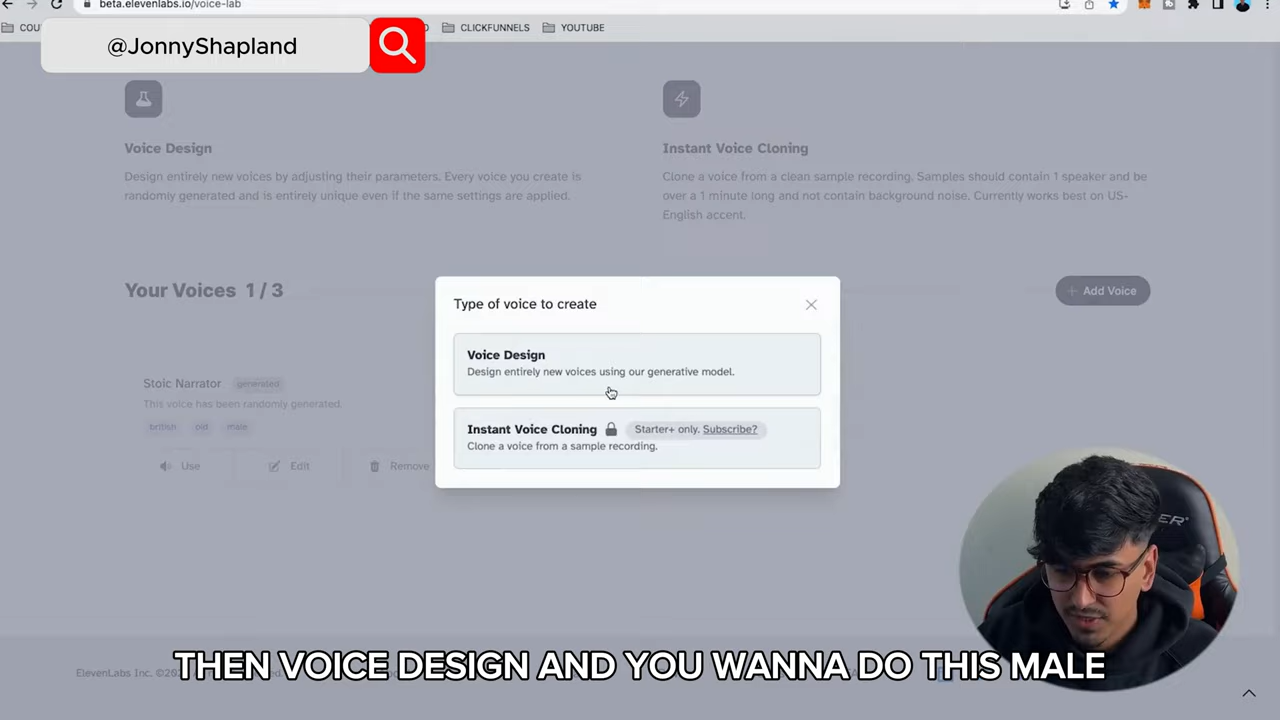 beta.elevenlabs.io/voice-lab
COU
CLICKFUNNELS
YOUTUBE
@JonnyShapland
Voice Design
Design entirely new voices by adjusting their parameters. Every voice you create is
randomly generated and is entirely unique even if the same settings are applied.
Instant Voice Cloning
Clone a voice from a clean sample recording. Samples should contain 1 speaker and be
over a 1 minute long and not contain background noise. Currently works best on US-
English accent.
Your Voices 1 / 3
+ Add Voice
Type of voice to create
Voice Design
Design entirely new voices using our generative model.
Instant Voice Cloning Starter+ only. Subscribe?
Clone a voice from a sample recording.
Stoic Narrator generated
This voice has been randomly generated.
british old male
Use Edit Remove
ElevenLabs Inc. ©20
THEN VOICE DESIGN AND YOU WANNA DO THIS MALE